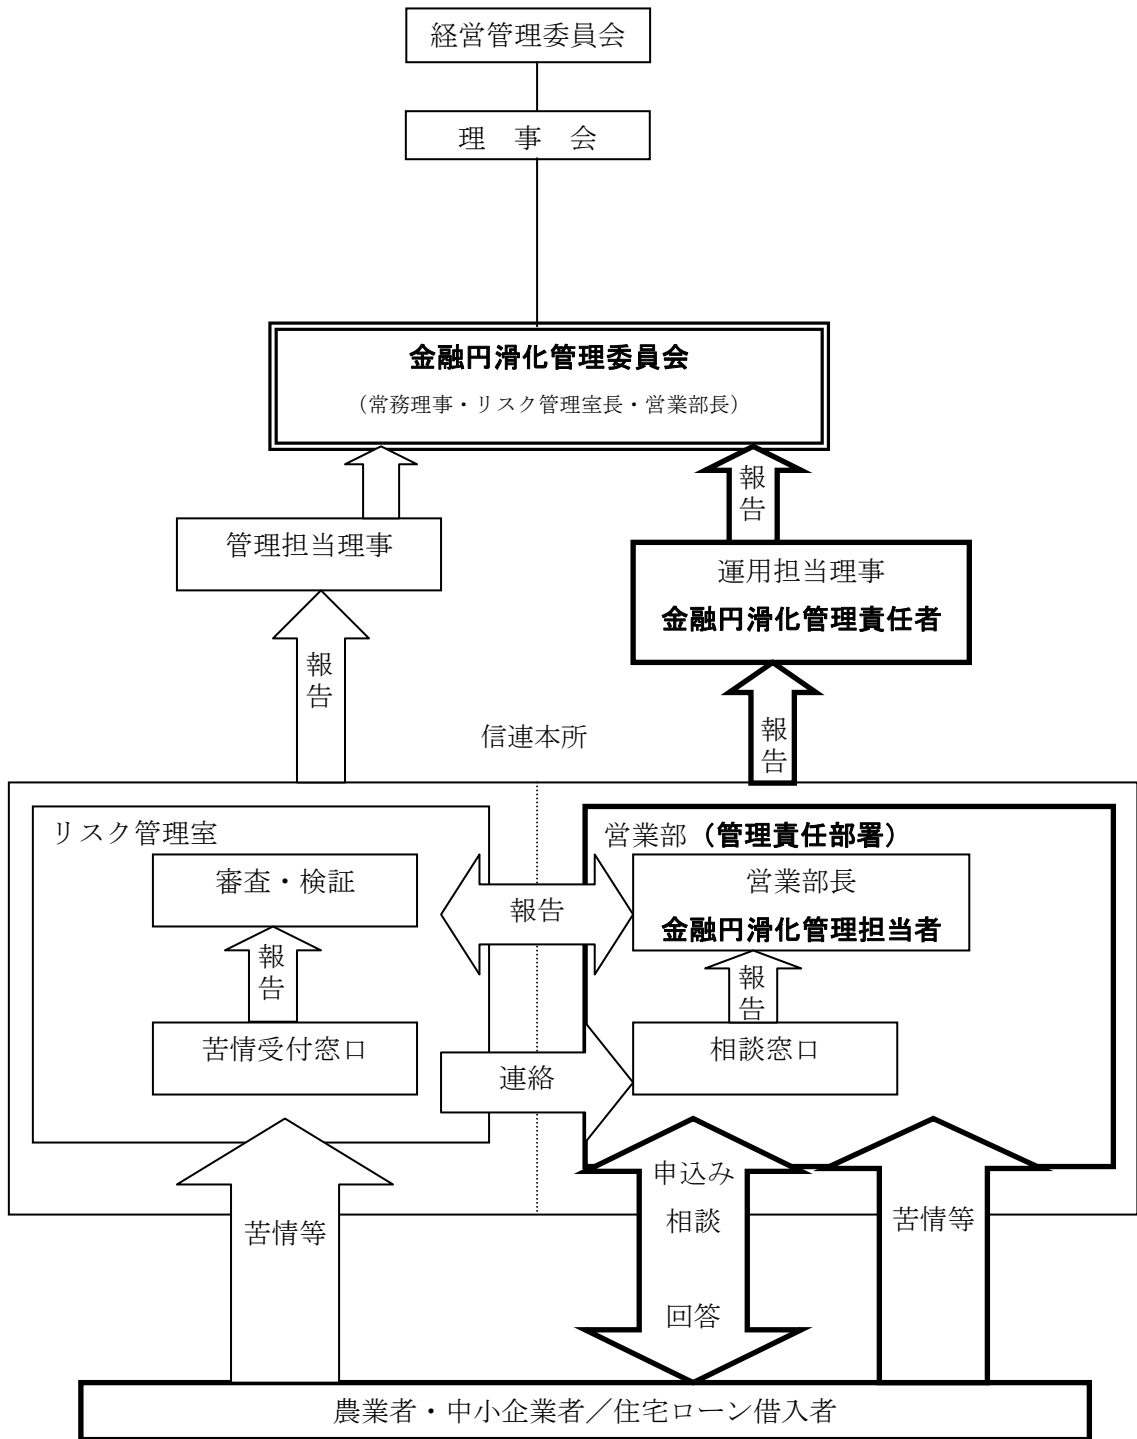 経営管理委員会
理　事　会
金融円滑化管理委員会
（常務理事・リスク管理室長・営業部長）
報告
管理担当理事
運用担当理事
金融円滑化管理責任者
報告
報告
信連本所
リスク管理室
営業部（管理責任部署）
審査・検証
報告
営業部長
金融円滑化管理担当者
報告
報告
苦情受付窓口
連絡
相談窓口
苦情等
申込み
相談
回答
苦情等
農業者・中小企業者／住宅ローン借入者